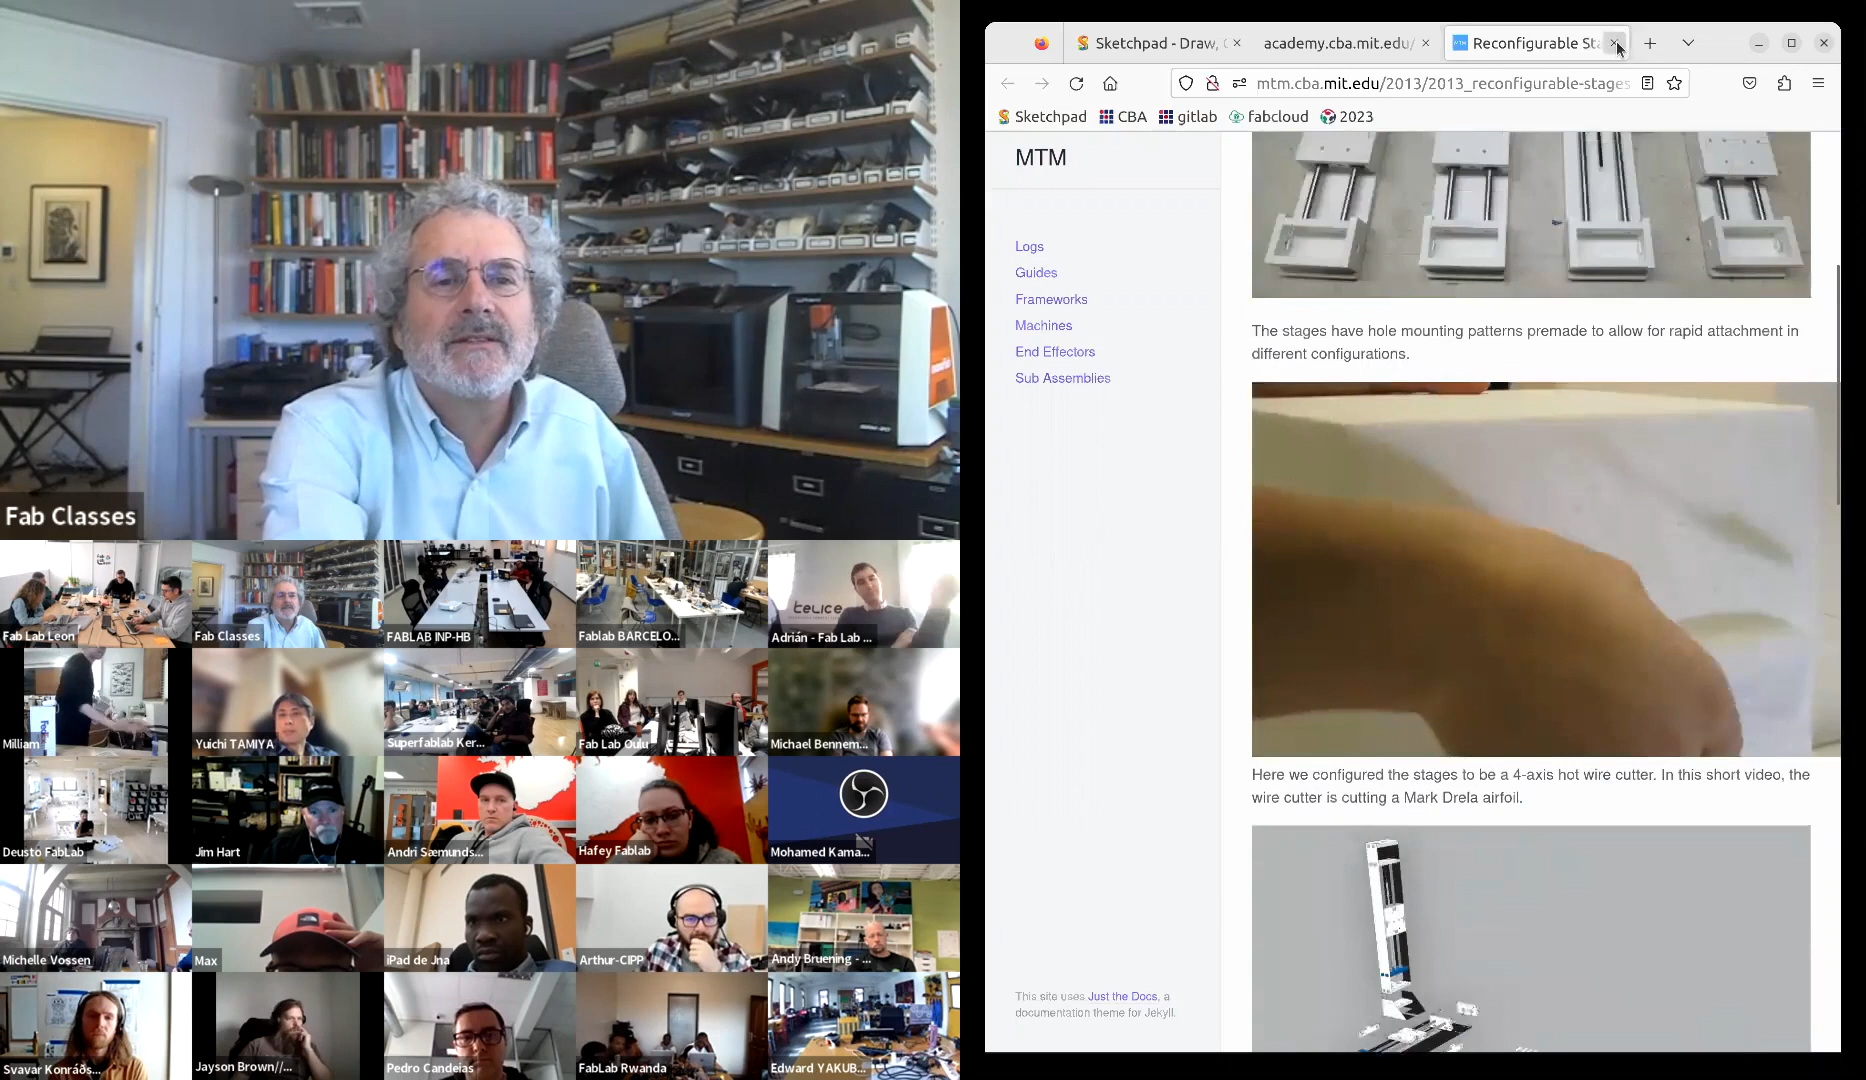 Fab Classes
Fab Lab Leon
Fab Classes
FABLAB INP-HB
Fablab BARCELO...
telice
Adrián - Fab Lab ...
Milliam
Yuichi TAMIYA
Superfablab Ker...
Fab Lab Oulu
Michael Bennem...
Deusto FabLab
Jim Hart
Andri Sæmunds...
Hafey Fablab
Mohamed Kama...
Michelle Vossen
Max
iPad de Jna
Arthur-CIPP
Andy Bruening - ...
Svavar Konráðs...
Jayson Brown//...
Pedro Candeias
FabLab Rwanda
Edward YAKUB...
Sketchpad - Draw, C
academy.cba.mit.edu/
Reconfigurable Sta
mtm.cba.mit.edu/2013/2013_reconfigurable-stages
Sketchpad
CBA
gitlab
fabcloud
2023
MTM
Logs
Guides
Frameworks
Machines
End Effectors
Sub Assemblies
This site uses Just the Docs, a
documentation theme for Jekyll.
The stages have hole mounting patterns premade to allow for rapid attachment in
different configurations.
Here we configured the stages to be a 4-axis hot wire cutter. In this short video, the
wire cutter is cutting a Mark Drela airfoil.